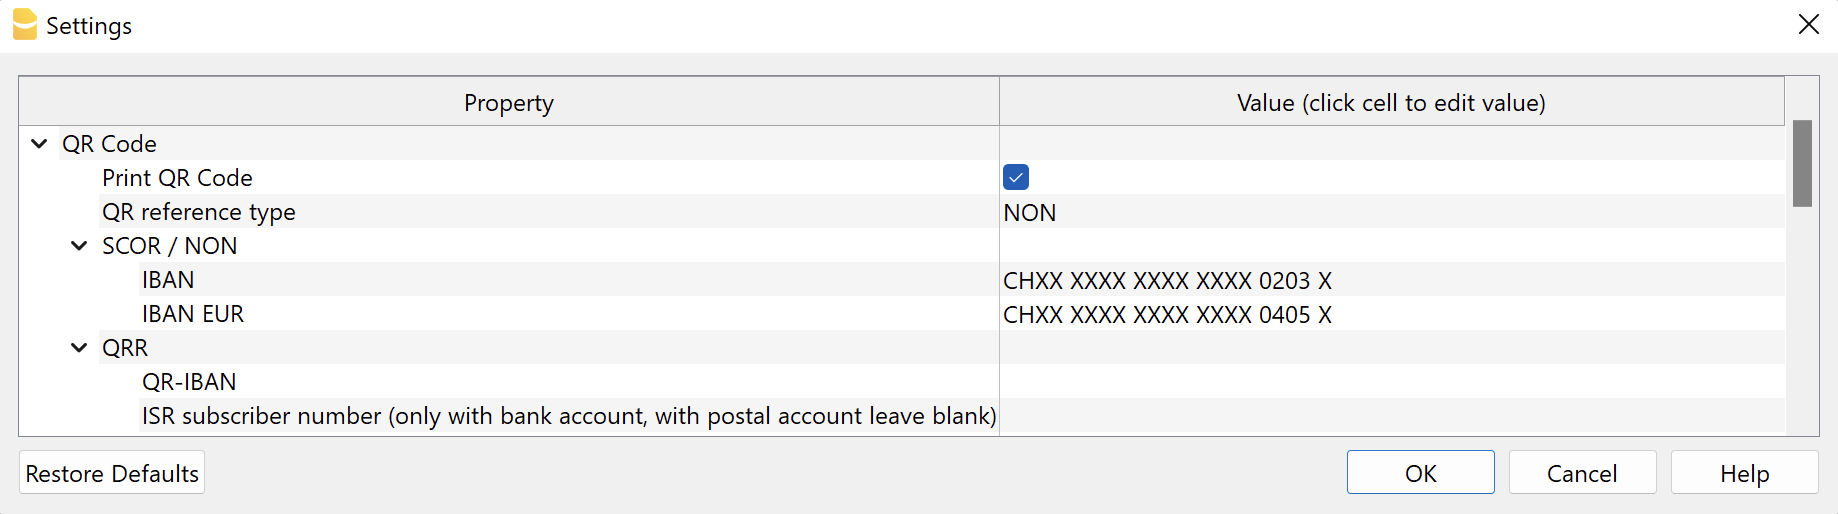 Settings
Property Value (click cell to edit value)
QR Code
Print QR Code
QR reference type NON
SCOR / NON
IBAN CHXX XXXX XXXX XXXX 0203 X
IBAN EUR CHXX XXXX XXXX XXXX 0405 X
QRR
QR-IBAN
ISR subscriber number (only with bank account, with postal account leave blank)
Restore Defaults OK Cancel Help